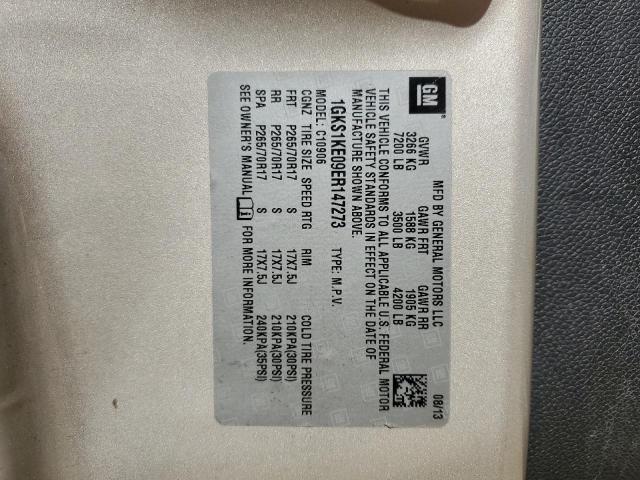 GM®
MFD BY GENERAL MOTORS LLC 08/13
GVWR GAWR FRT GAWR RR
3266 KG 1588 KG 1905 KG
7200 LB 3500 LB 4200 LB
THIS VEHICLE CONFORMS TO ALL APPLICABLE U.S. FEDERAL MOTOR
VEHICLE SAFETY STANDARDS IN EFFECT ON THE DATE OF
MANUFACTURE SHOWN ABOVE.
1GKS1KE09ER147273 TYPE: M.P.V.
MODEL: C10906
CGNZ TIRE SIZE SPEED RTG RIM COLD TIRE PRESSURE
FRT P265/70R17 S 17X7.5J 210KPA(30PSI)
RR P265/70R17 S 17X7.5J 210KPA(30PSI)
SPA P265/70R17 S 17X7.5J 240KPA(35PSI)
SEE OWNER'S MANUAL FOR MORE INFORMATION.